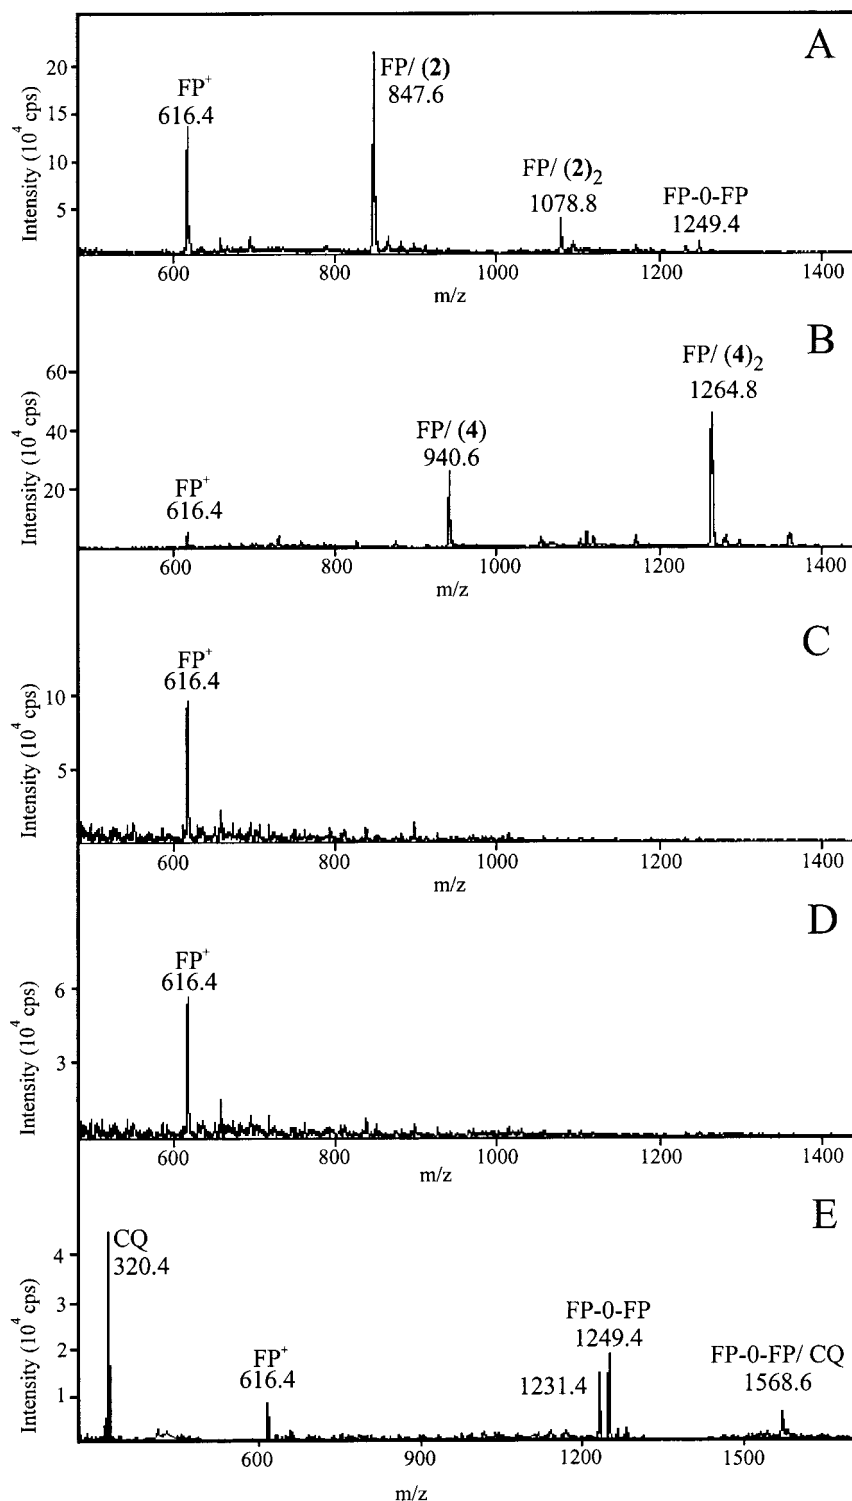 A
Intensity (10⁴ cps)
20
15
10
5
FP⁺
616.4
FP/ (2)
847.6
FP/ (2)₂
1078.8
FP-0-FP
1249.4
600
800
1000
1200
1400
m/z
B
Intensity (10⁴ cps)
60
40
20
FP⁺
616.4
FP/ (4)
940.6
FP/ (4)₂
1264.8
600
800
1000
1200
1400
m/z
C
Intensity (10⁴ cps)
10
5
FP⁺
616.4
600
800
1000
1200
1400
m/z
D
Intensity (10⁴ cps)
6
3
FP⁺
616.4
600
800
1000
1200
1400
m/z
E
Intensity (10⁴ cps)
4
3
2
1
CQ
320.4
FP⁺
616.4
1231.4
FP-0-FP
1249.4
FP-0-FP/ CQ
1568.6
600
900
1200
1500
m/z